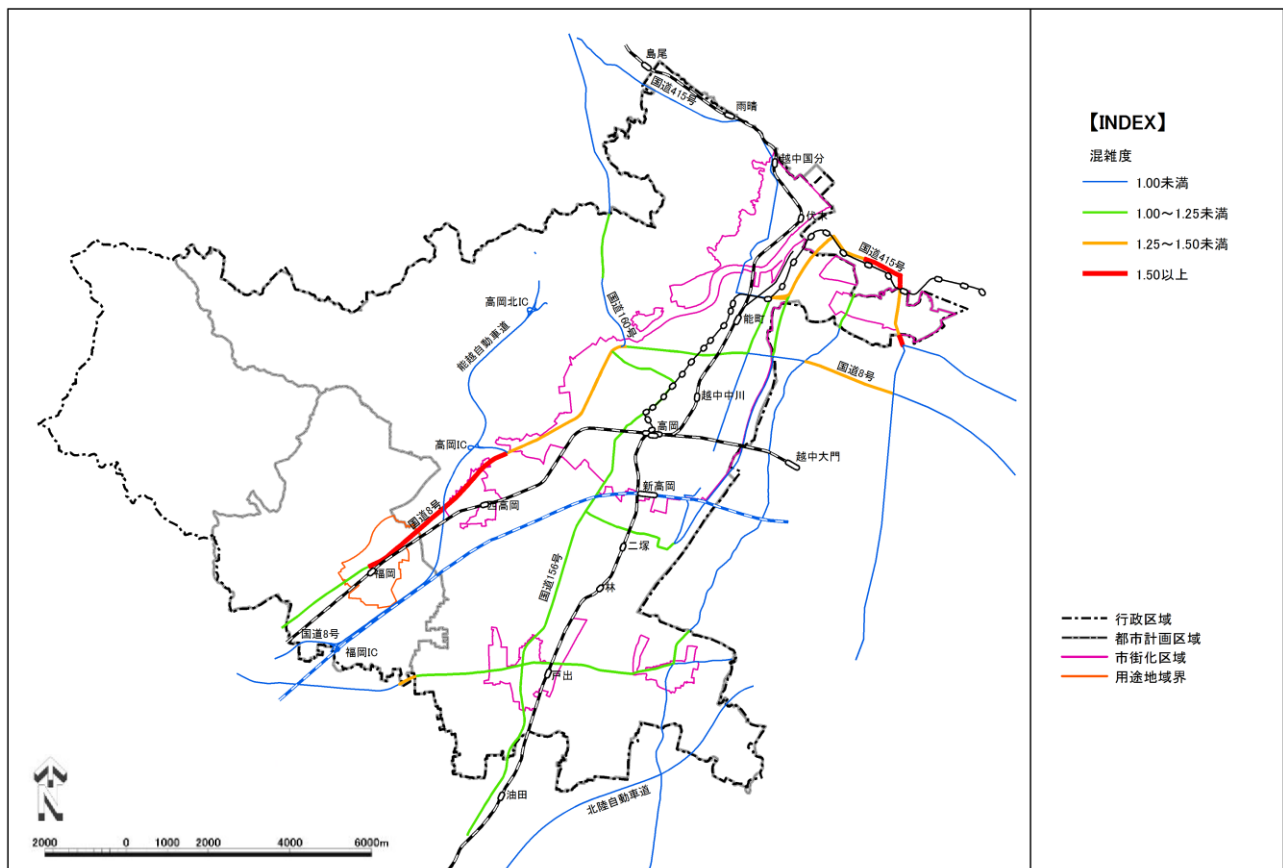 島尾
国道415号
雨晴
越中国分
伏木
国道415号
高岡北IC
能越自動車道
国道160号
能町
国道8号
越中中川
高岡
高岡IC
越中大門
新高岡
西高岡
国道8号
二塚
福岡
林
国道156号
国道8号
福岡IC
戸出
油田
北陸自動車道
N
2000 0 1000 2000 4000 6000m
【INDEX】
混雑度
1.00未満
1.00～1.25未満
1.25～1.50未満
1.50以上
行政区域
都市計画区域
市街化区域
用途地域界